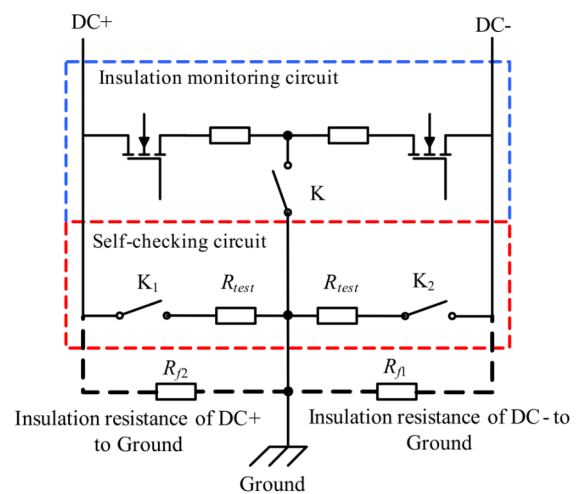 DC+
DC-
Insulation monitoring circuit
K
Self-checking circuit
K1
Rtest
Rtest
K2
Rf2
Rf1
Insulation resistance of DC+
to Ground
Insulation resistance of DC - to
Ground
Ground